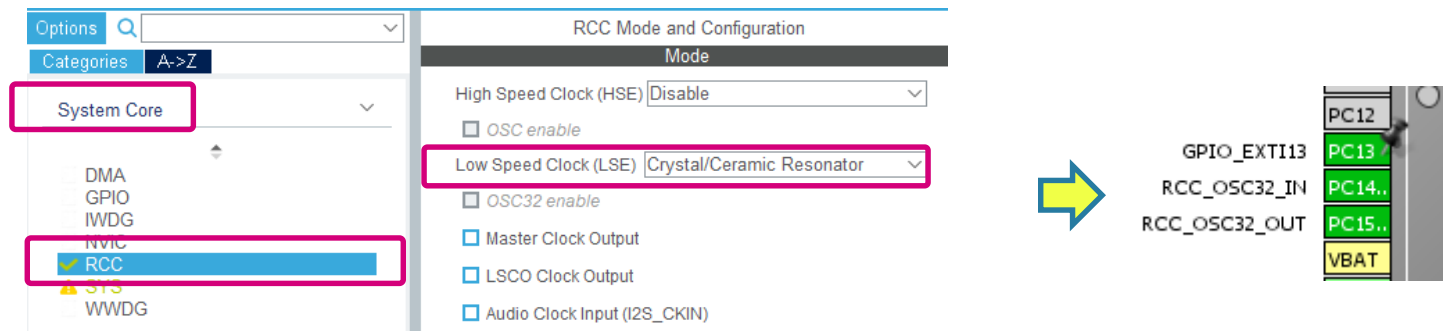 Options
Categories A->Z
System Core
DMA
GPIO
IWDG
NVIC
RCC
SYS
WWDG
RCC Mode and Configuration
Mode
High Speed Clock (HSE) Disable
OSC enable
Low Speed Clock (LSE) Crystal/Ceramic Resonator
OSC32 enable
Master Clock Output
LSCO Clock Output
Audio Clock Input (I2S_CKIN)
PC12
GPIO_EXTI13 PC13
RCC_OSC32_IN PC14..
RCC_OSC32_OUT PC15..
VBAT